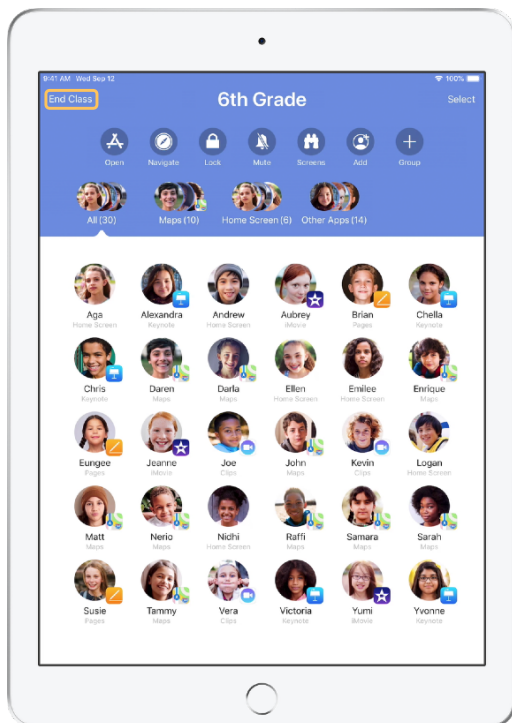 9:41 AM Wed Sep 12 100%
End Class 6th Grade Select
Open Navigate Lock Mute Screens Add Group
All (30) Maps (10) Home Screen (6) Other Apps (14)
Aga Alexandra Andrew Aubrey Brian Chella
Home Screen Keynote Home Screen iMovie Pages Keynote
Chris Daren Darla Ellen Emilee Enrique
Keynote Maps Maps Home Screen Home Screen Maps
Eungee Jeanne Joe John Kevin Logan
Pages iMovie Clips Maps Clips Home Screen
Matt Nerio Nidhi Raffi Samara Sarah
Maps Maps Home Screen Maps Maps Maps
Susie Tammy Vera Victoria Yumi Yvonne
Pages Maps Clips Keynote iMovie Keynote